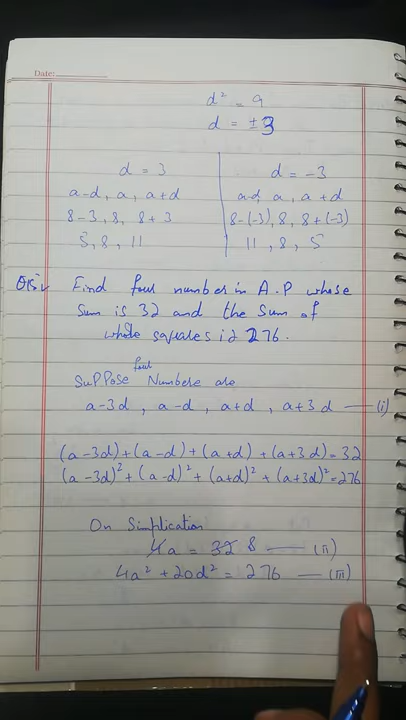 Date:
d² = 9
d = ±3
d = 3
a-d, a, a+d
8-3, 8, 8+3
5, 8, 11
d = -3
a-d, a, a+d
8-(-3), 8, 8+(-3)
11, 8, 5
Find four number in A.P whose
sum is 32 and the sum of
whole squares is 276.
four
SuPPose Numbers are
a-3d, a-d, a+d, a+3d — (i)
(a-3d)+(a-d)+(a+d)+(a+3d)=32
(a-3d)²+(a-d)²+(a+d)²+(a+3d)²=276
On Simplication
4a = 32 8 — (ii)
4a² + 20d² = 276 — (iii)